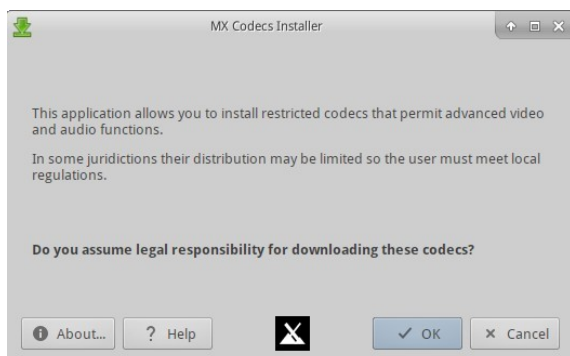 MX Codecs Installer
This application allows you to install restricted codecs that permit advanced video
and audio functions.
In some juridictions their distribution may be limited so the user must meet local
regulations.
Do you assume legal responsibility for downloading these codecs?
About... ? Help OK Cancel